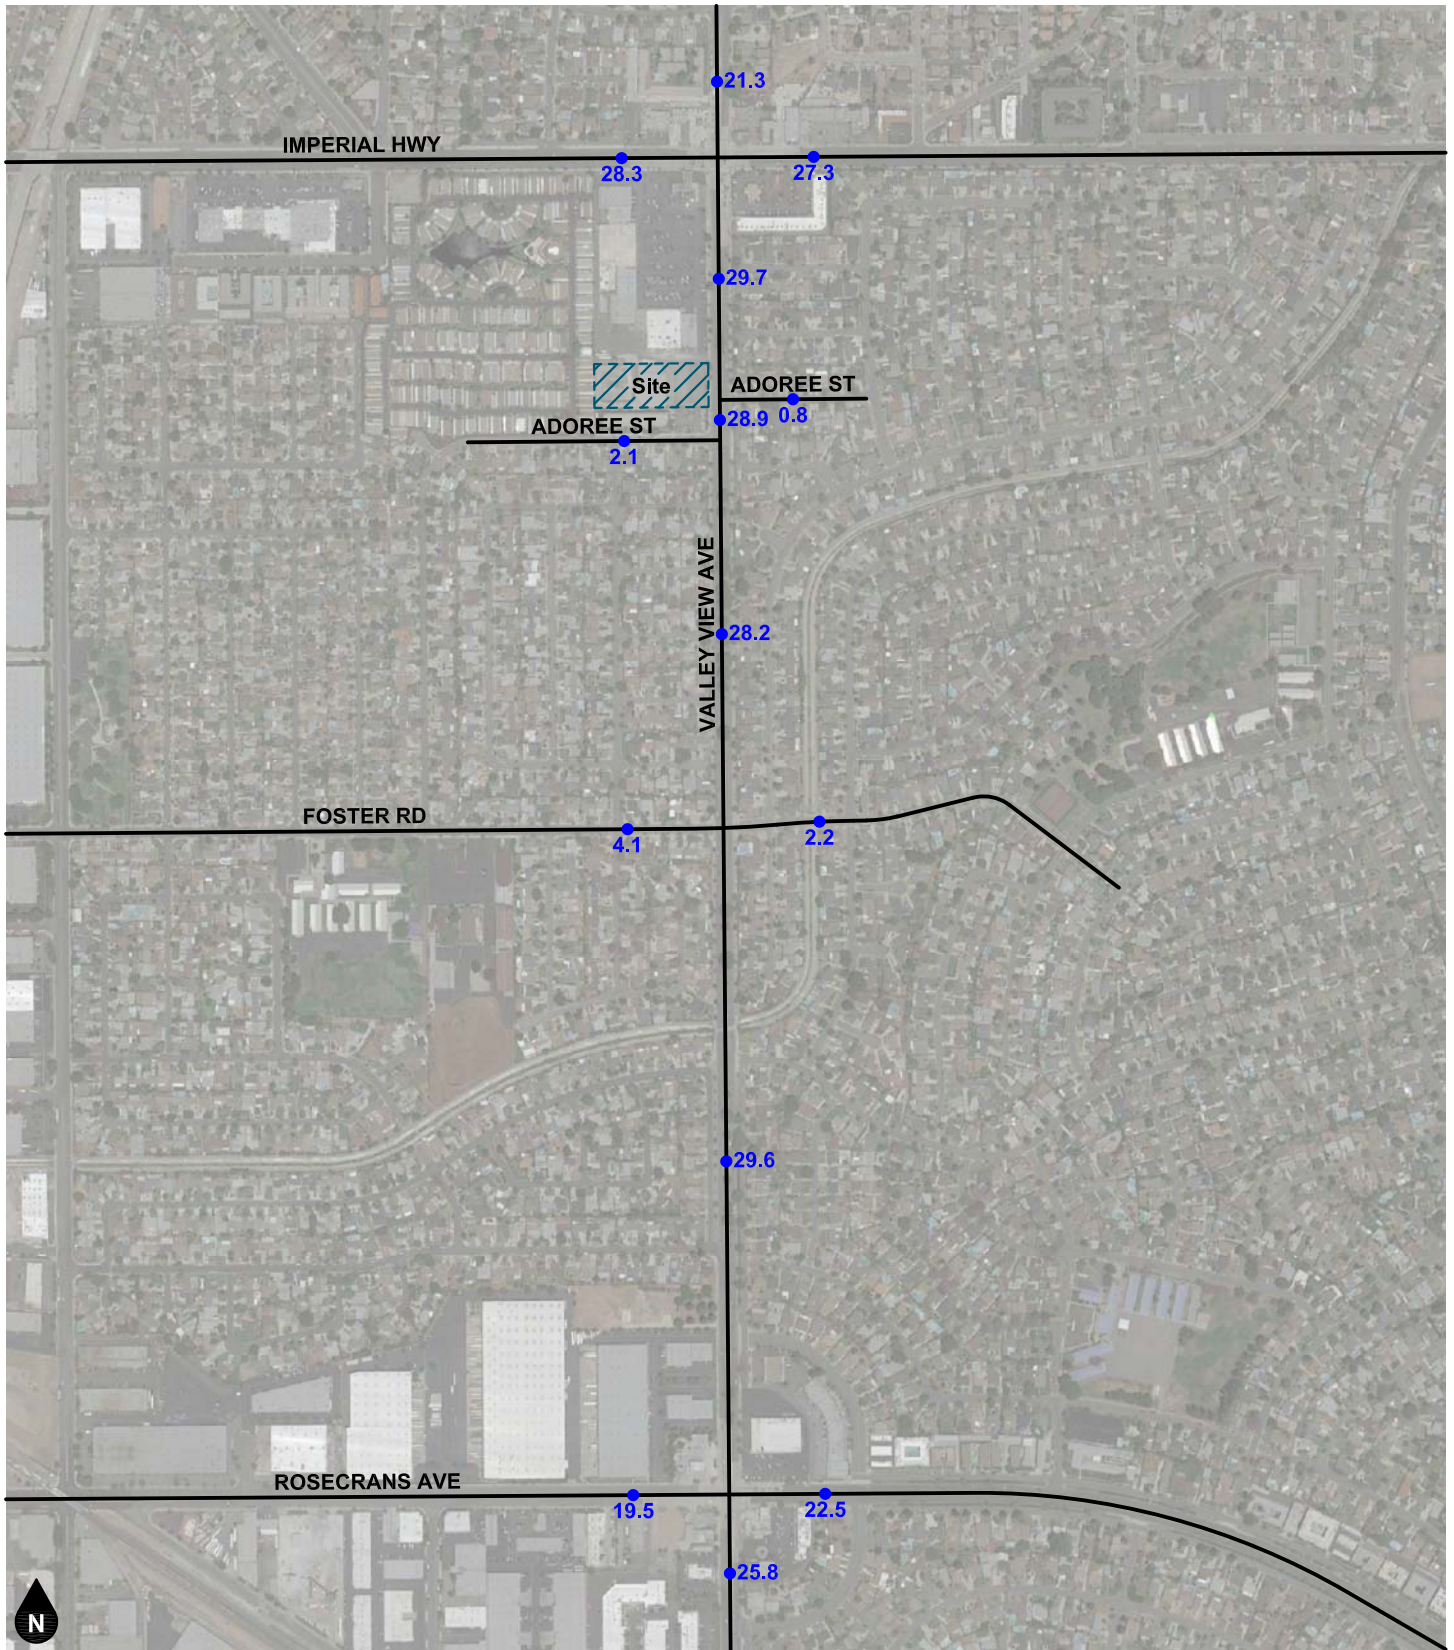 21.3
IMPERIAL HWY
28.3
27.3
29.7
Site
ADOREE ST
0.8
28.9
ADOREE ST
2.1
VALLEY VIEW AVE
28.2
FOSTER RD
4.1
2.2
29.6
ROSECRANS AVE
19.5
22.5
25.8
N